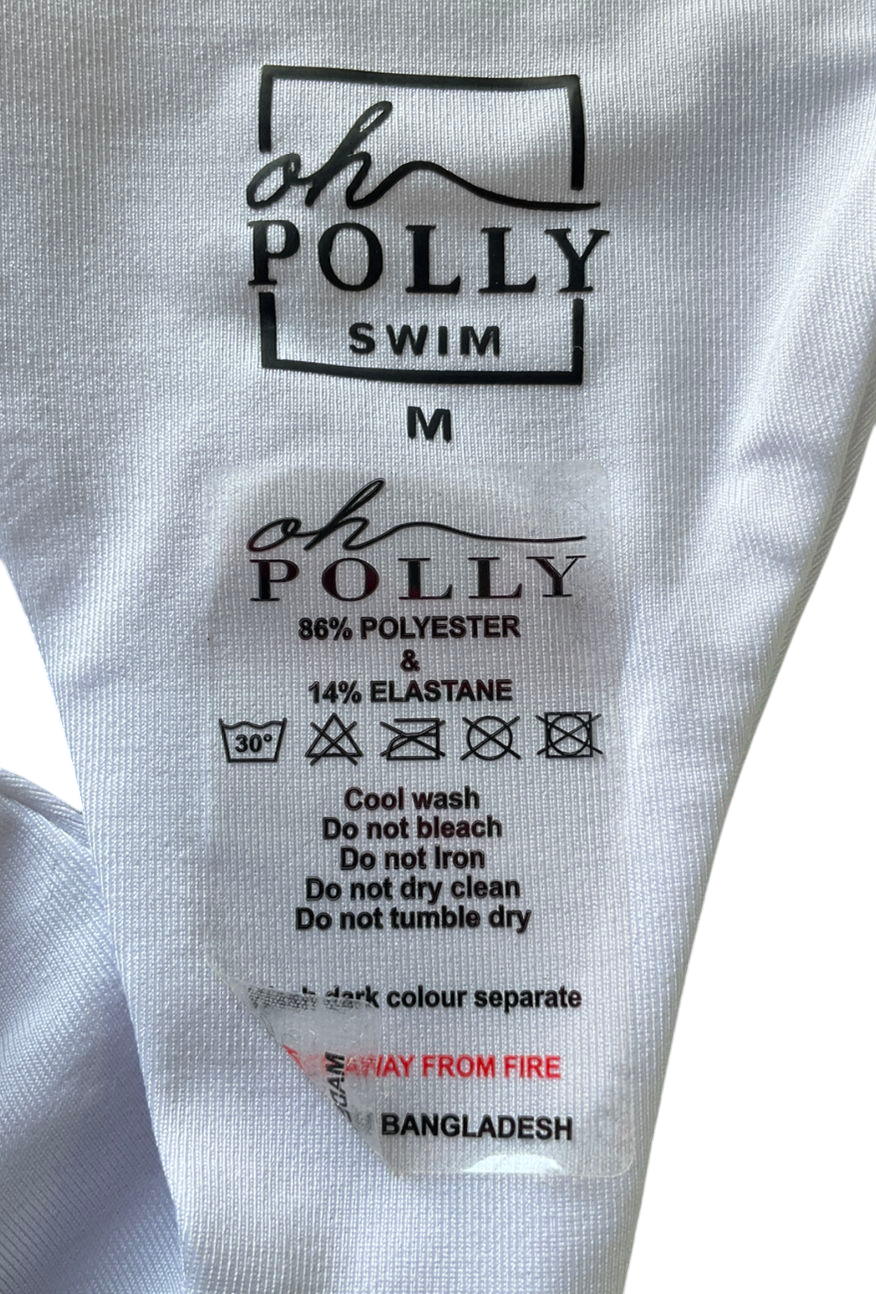 oh
POLLY
SWIM
M
oh
POLLY
86% POLYESTER
&
14% ELASTANE
30°
Cool wash
Do not bleach
Do not Iron
Do not dry clean
Do not tumble dry
dark colour separate
AWAY FROM FIRE
BANGLADESH